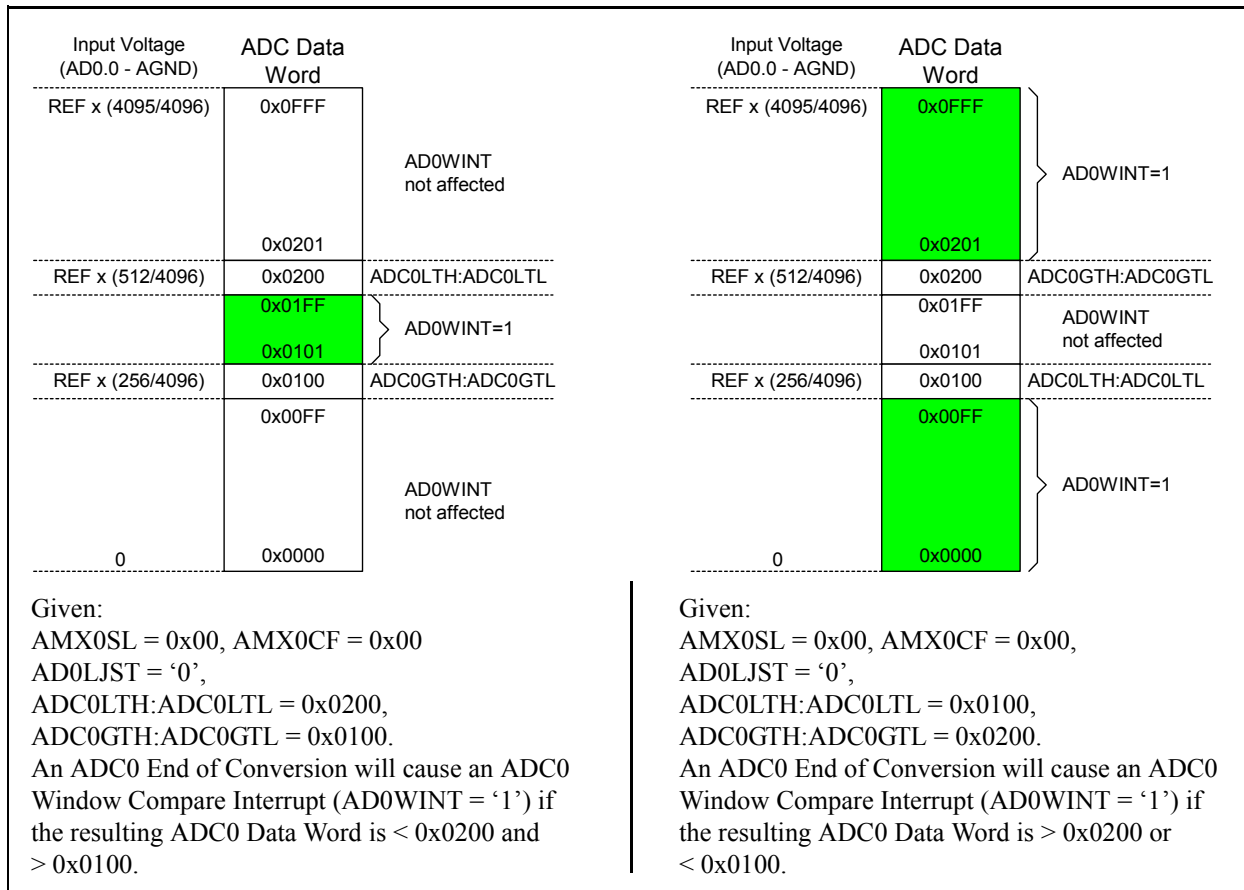 Input Voltage
(AD0.0 - AGND)
ADC Data
Word
REF x (4095/4096)
0x0FFF
AD0WINT
not affected
0x0201
REF x (512/4096)
0x0200
ADC0LTH:ADC0LTL
0x01FF
AD0WINT=1
0x0101
REF x (256/4096)
0x0100
ADC0GTH:ADC0GTL
0x00FF
AD0WINT
not affected
0
0x0000
Given:
AMX0SL = 0x00, AMX0CF = 0x00
AD0LJST = ‘0’,
ADC0LTH:ADC0LTL = 0x0200,
ADC0GTH:ADC0GTL = 0x0100.
An ADC0 End of Conversion will cause an ADC0
Window Compare Interrupt (AD0WINT = ‘1’) if
the resulting ADC0 Data Word is < 0x0200 and
> 0x0100.
Input Voltage
(AD0.0 - AGND)
ADC Data
Word
REF x (4095/4096)
0x0FFF
AD0WINT=1
0x0201
REF x (512/4096)
0x0200
ADC0GTH:ADC0GTL
0x01FF
AD0WINT
not affected
0x0101
REF x (256/4096)
0x0100
ADC0LTH:ADC0LTL
0x00FF
AD0WINT=1
0
0x0000
Given:
AMX0SL = 0x00, AMX0CF = 0x00,
AD0LJST = ‘0’,
ADC0LTH:ADC0LTL = 0x0100,
ADC0GTH:ADC0GTL = 0x0200.
An ADC0 End of Conversion will cause an ADC0
Window Compare Interrupt (AD0WINT = ‘1’) if
the resulting ADC0 Data Word is > 0x0200 or
< 0x0100.